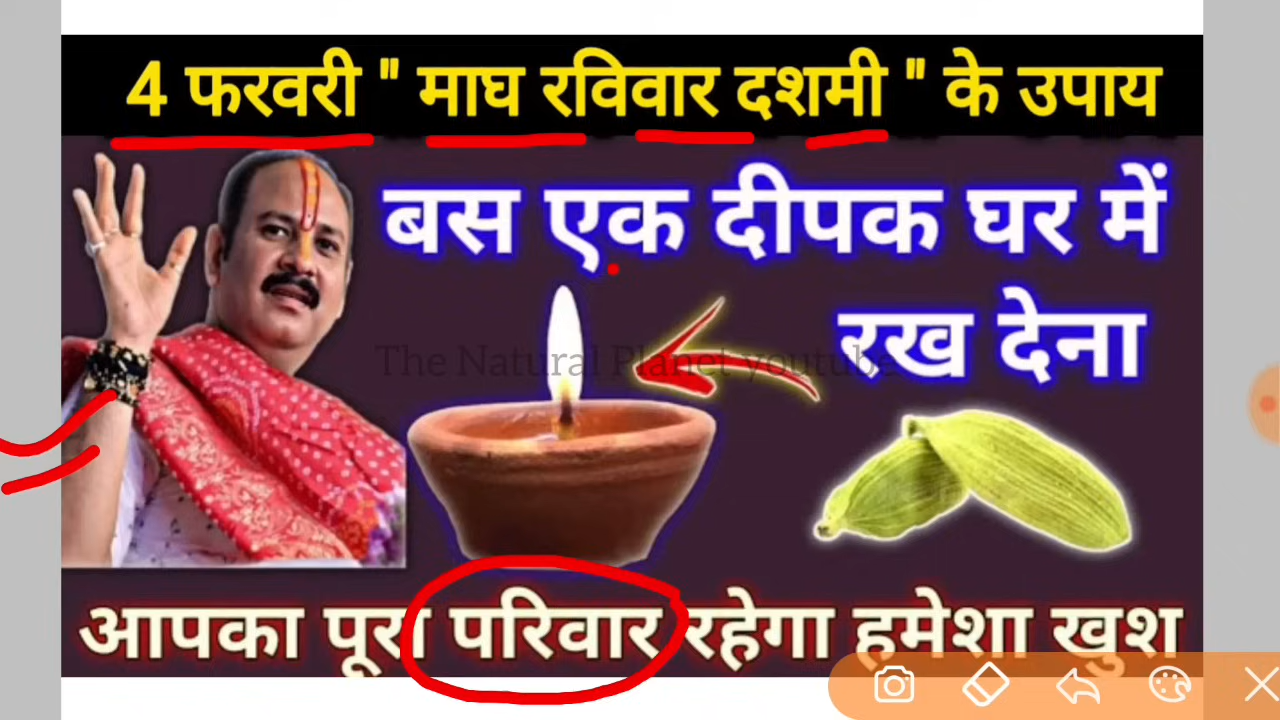 4 फरवरी " माघ रविवार दशमी " के उपाय
बस एक दीपक घर में
रख देना
The Natural Planet youtube
आपका पूरा परिवार रहेगा हमेशा खुश